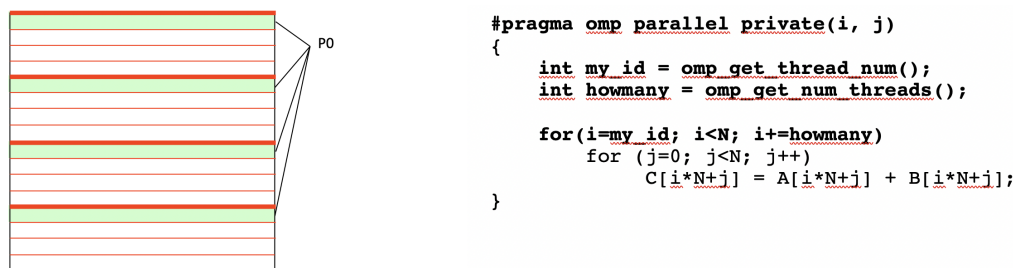 P0
#pragma omp parallel private(i, j)
{
    int my_id = omp_get_thread_num();
    int howmany = omp_get_num_threads();
    for(i=my_id; i<N; i+=howmany)
        for (j=0; j<N; j++)
            C[i*N+j] = A[i*N+j] + B[i*N+j];
}